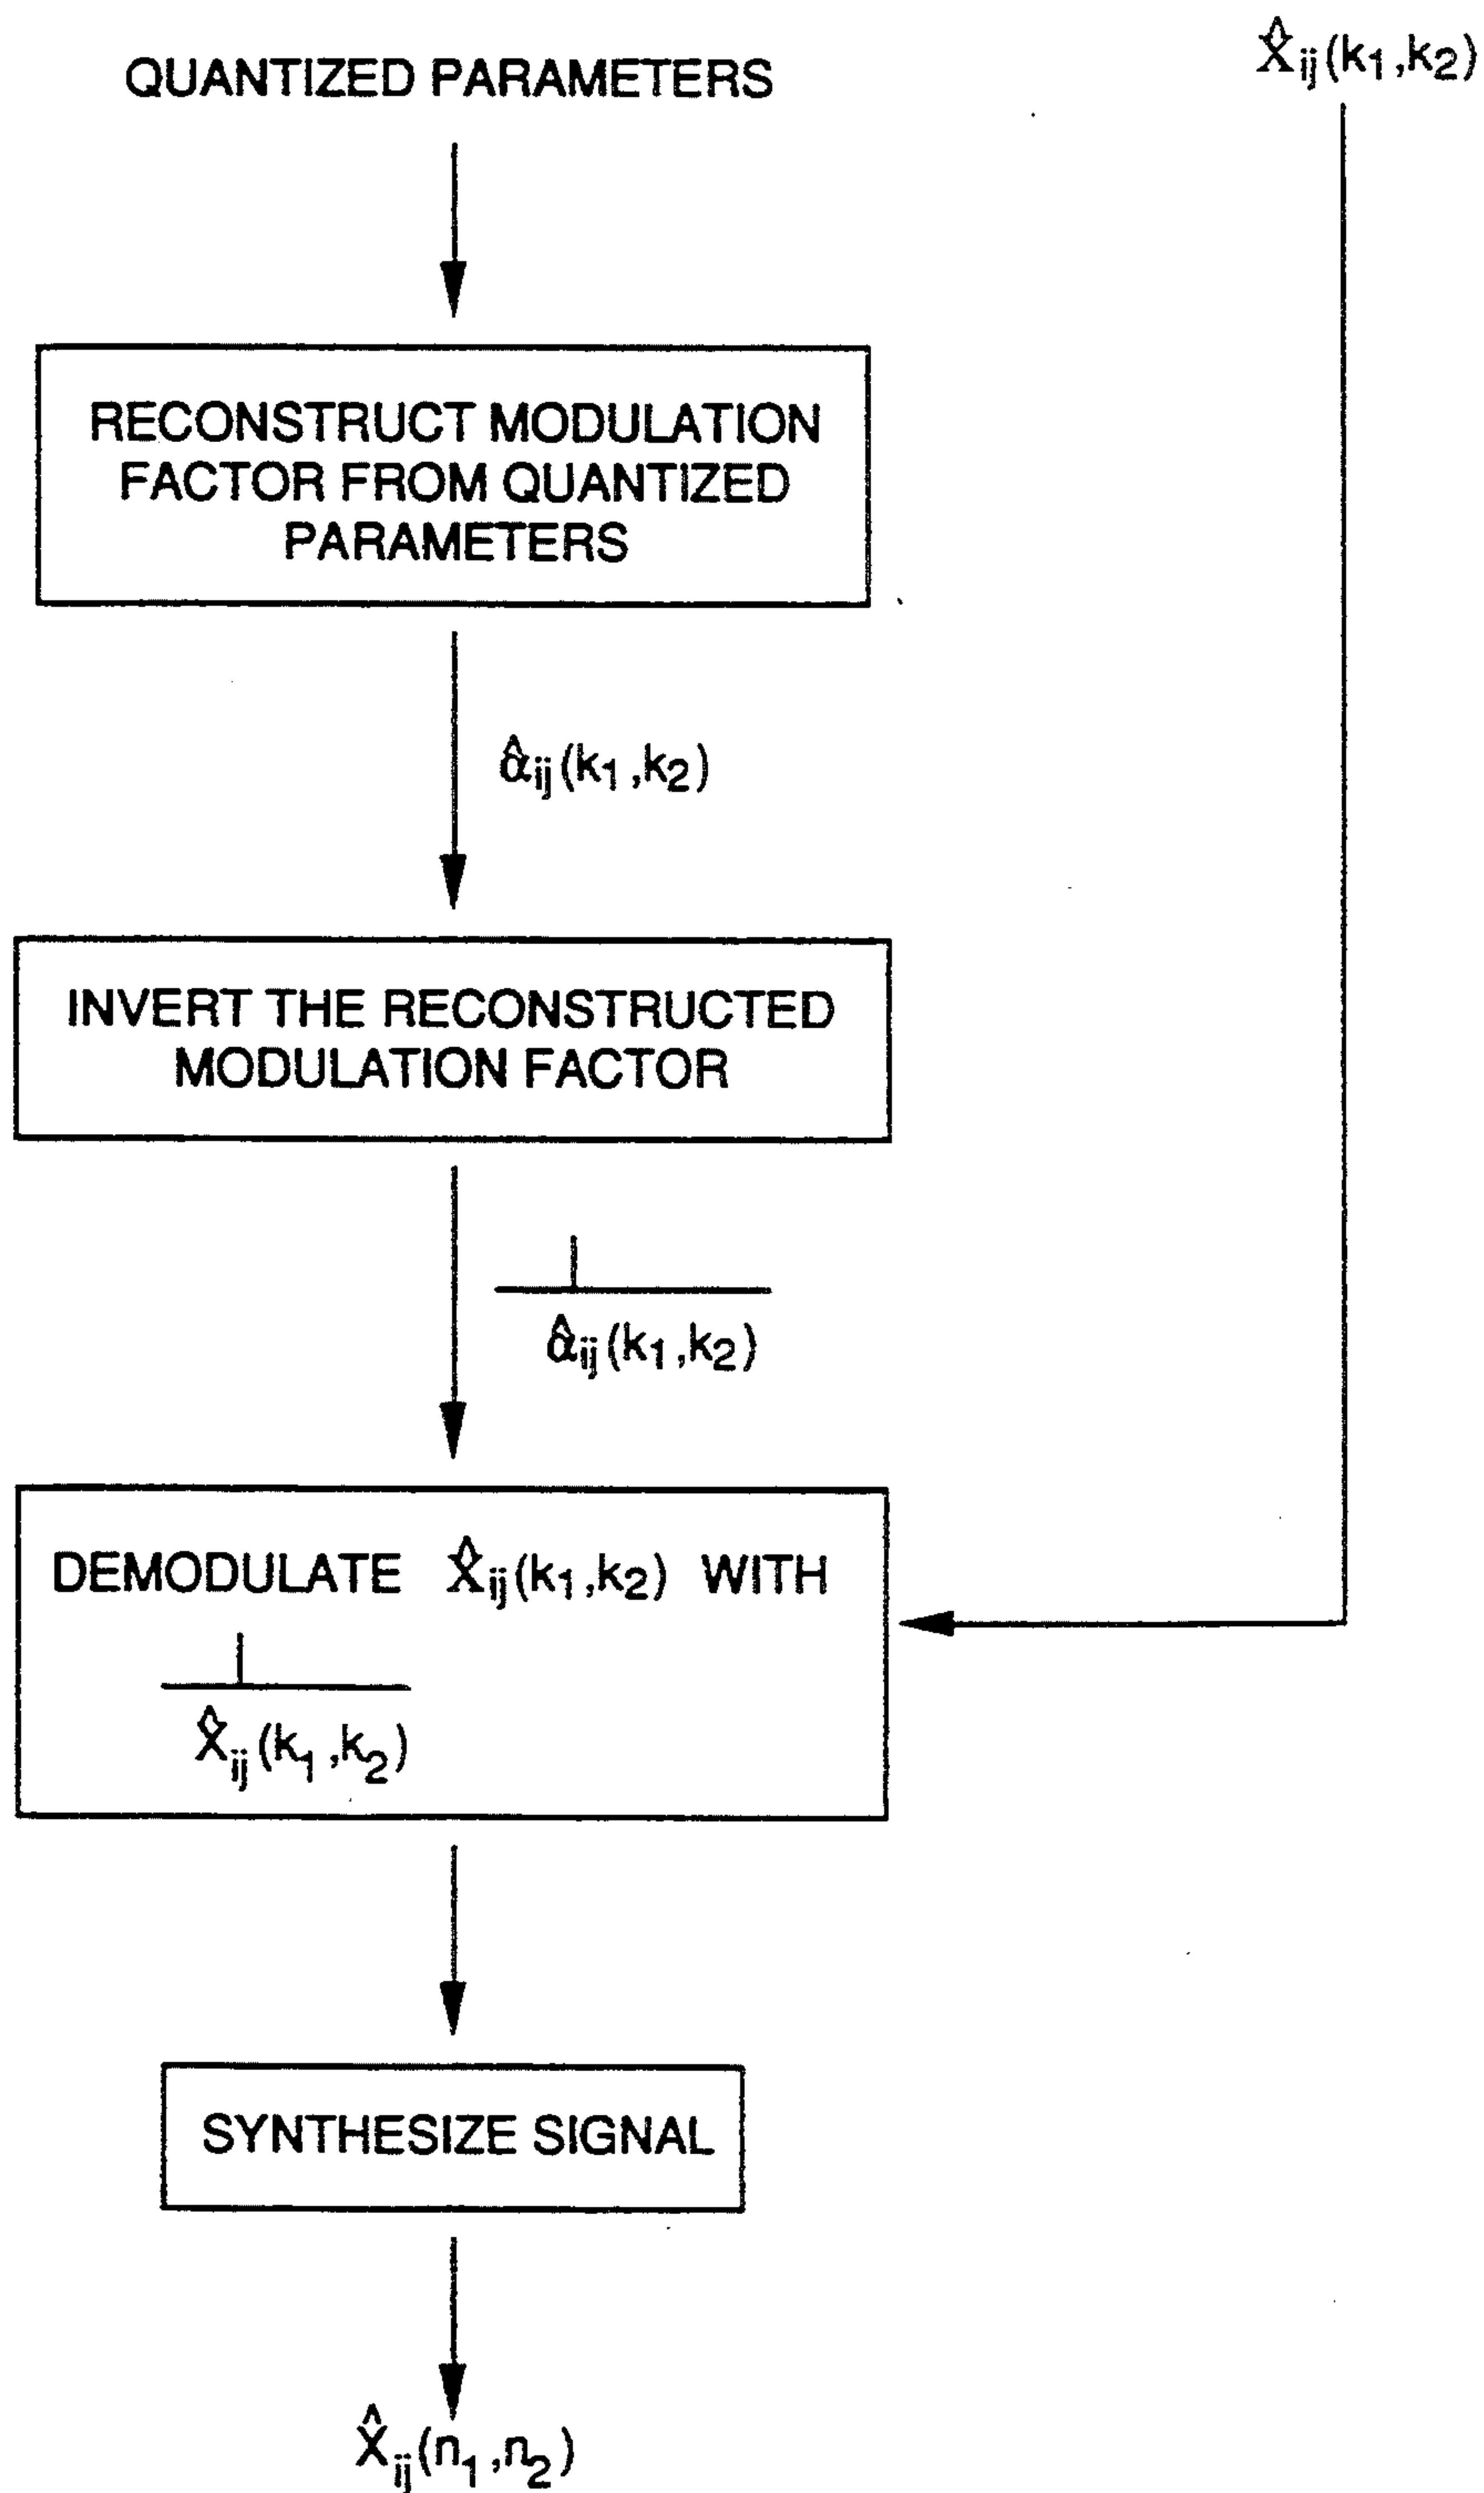 QUANTIZED PARAMETERS
X̂ij(k1,k2)
RECONSTRUCT MODULATION
FACTOR FROM QUANTIZED
PARAMETERS
α̂ij(k1,k2)
INVERT THE RECONSTRUCTED
MODULATION FACTOR
1
α̂ij(k1,k2)
DEMODULATE X̂ij(k1,k2) WITH
1
X̂ij(k1,k2)
SYNTHESIZE SIGNAL
X̂ij(n1,n2)